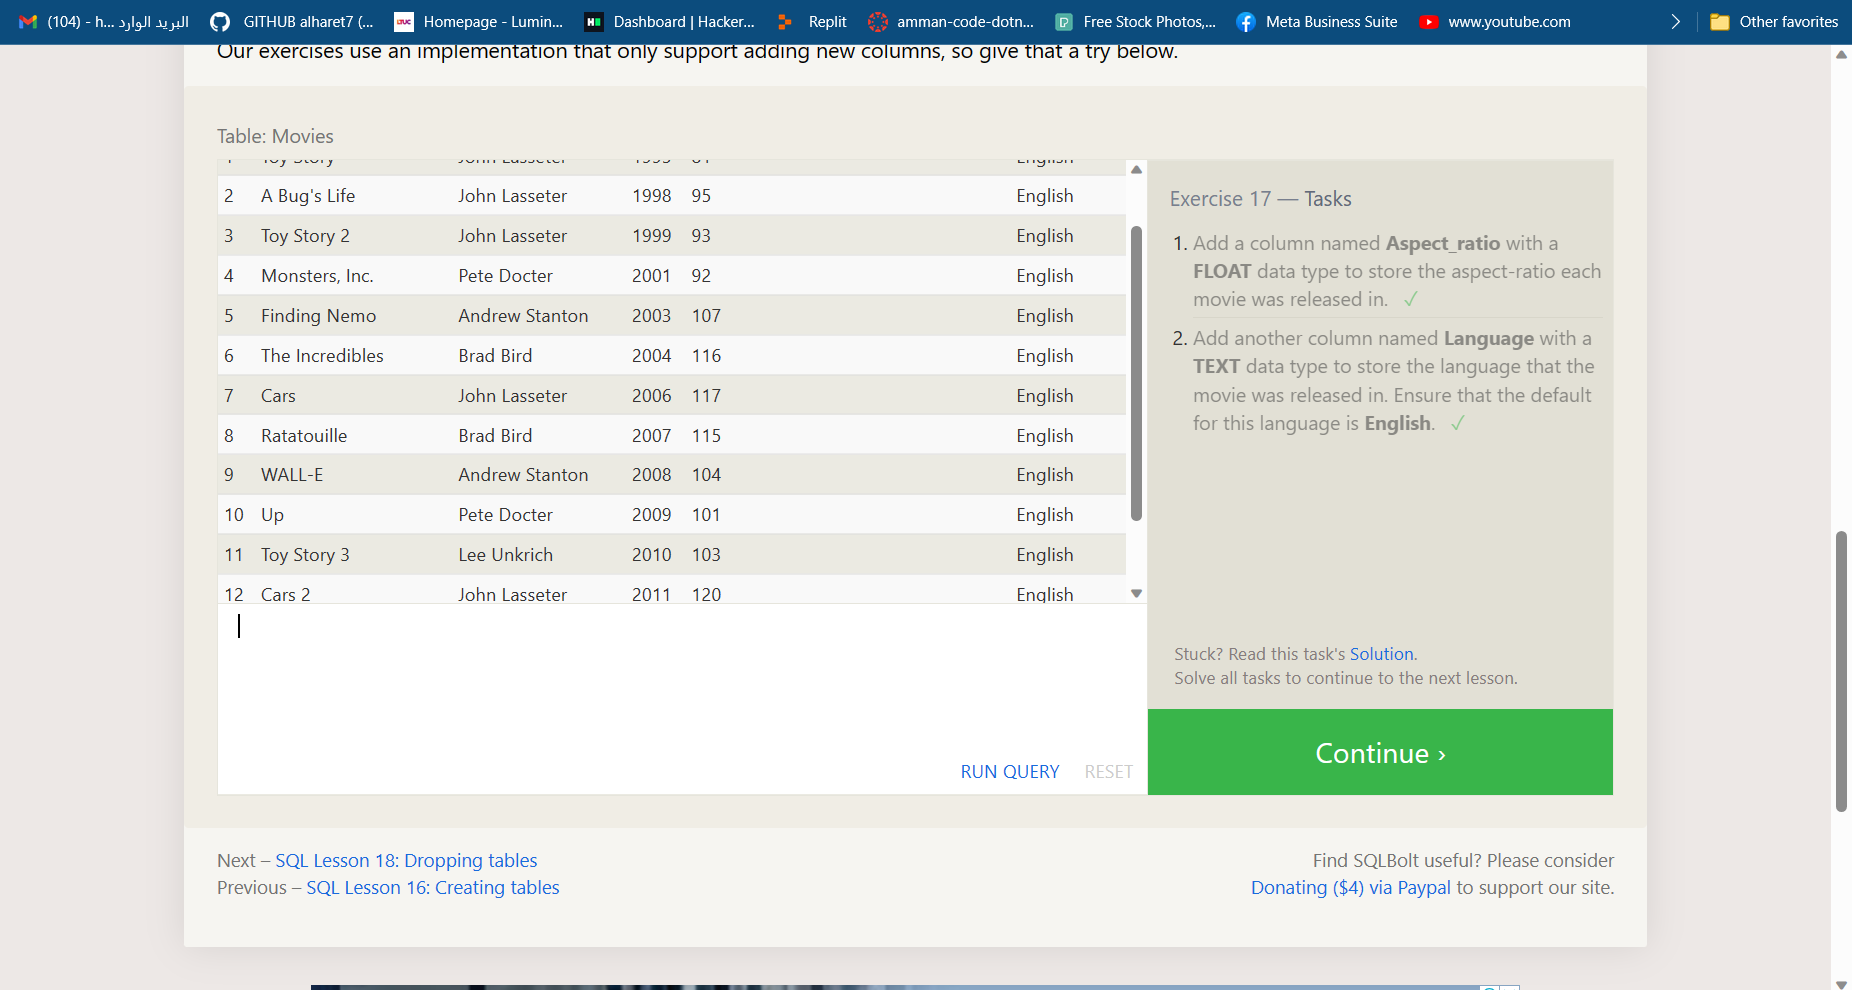 (104) - h... البريد الوارد
GITHUB alharet7 (...
LTUC
Homepage - Lumin...
Dashboard | Hacker...
Replit
amman-code-dotn...
Free Stock Photos,...
Meta Business Suite
www.youtube.com
Other favorites
Our exercises use an implementation that only support adding new columns, so give that a try below.
Table: Movies
1 Toy Story John Lasseter 1995 81 English
2 A Bug's Life John Lasseter 1998 95 English
3 Toy Story 2 John Lasseter 1999 93 English
4 Monsters, Inc. Pete Docter 2001 92 English
5 Finding Nemo Andrew Stanton 2003 107 English
6 The Incredibles Brad Bird 2004 116 English
7 Cars John Lasseter 2006 117 English
8 Ratatouille Brad Bird 2007 115 English
9 WALL-E Andrew Stanton 2008 104 English
10 Up Pete Docter 2009 101 English
11 Toy Story 3 Lee Unkrich 2010 103 English
12 Cars 2 John Lasseter 2011 120 English
RUN QUERY RESET
Exercise 17 — Tasks
1. Add a column named Aspect_ratio with a
FLOAT data type to store the aspect-ratio each
movie was released in. ✓
2. Add another column named Language with a
TEXT data type to store the language that the
movie was released in. Ensure that the default
for this language is English. ✓
Stuck? Read this task's Solution.
Solve all tasks to continue to the next lesson.
Continue ›
Next – SQL Lesson 18: Dropping tables
Previous – SQL Lesson 16: Creating tables
Find SQLBolt useful? Please consider
Donating ($4) via Paypal to support our site.